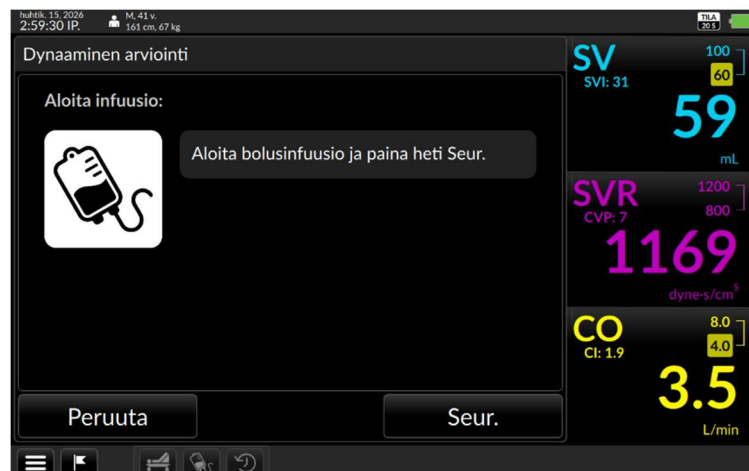 huhtik. 15, 2026
2:59:30 IP.
M, 41 v.
161 cm, 67 kg
TILA
20 S
Dynaaminen arviointi
Aloita infuusio:
Aloita bolusinfuusio ja paina heti Seur.
Peruuta
Seur.
SV
SVI: 31
100
60
59
mL
SVR
CVP: 7
1200
800
1169
dyne-s/cm⁵
CO
CI: 1.9
8.0
4.0
3.5
L/min